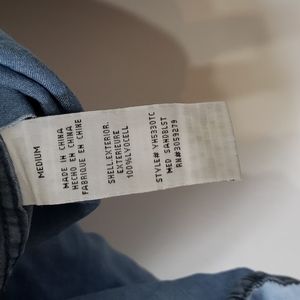 MEDIUM
MADE IN CHINA
HECHO EN CHINA
FABRIQUE EN CHINE
SHELL.EXTERIOR.
EXTERIEURE
100%LYOCELL
STYLE# YH5330TC
MED SANDBLST
RN#3059279